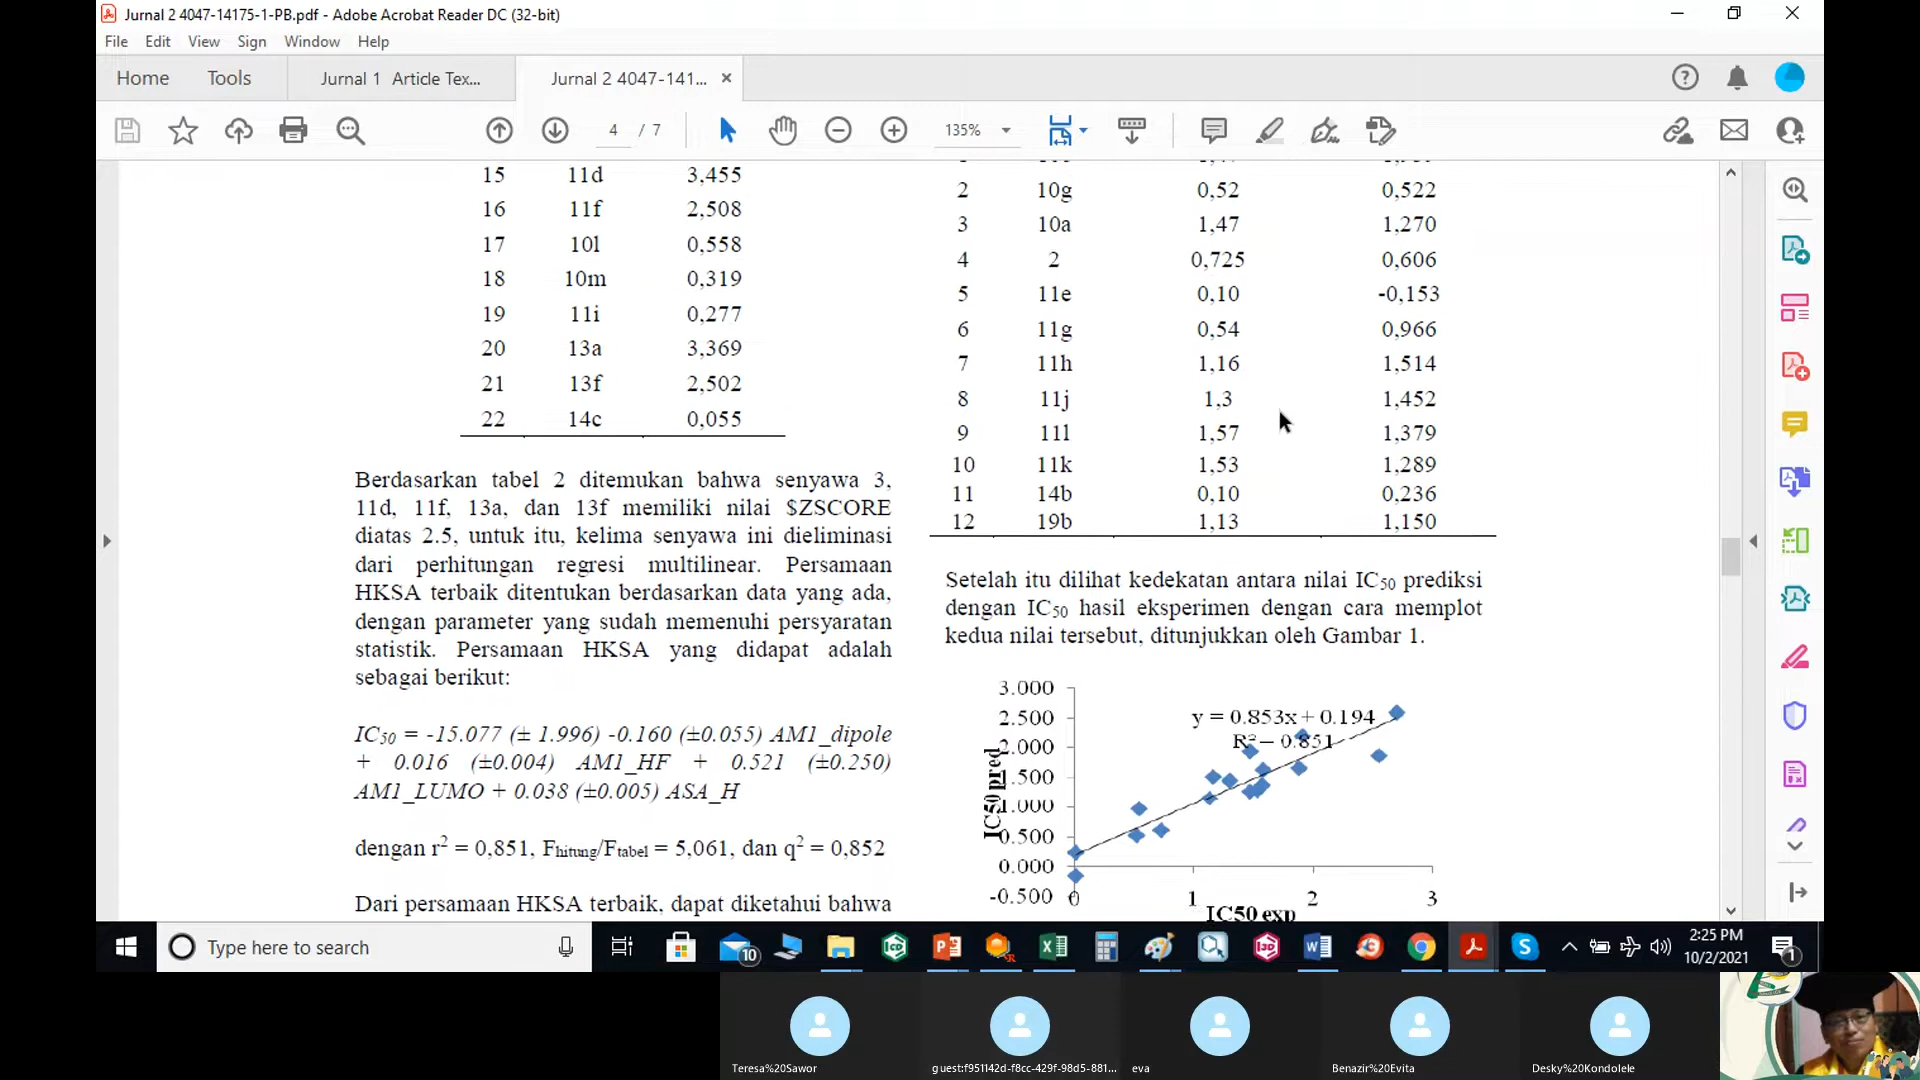 Jurnal 2 4047-14175-1-PB.pdf - Adobe Acrobat Reader DC (32-bit)
File Edit View Sign Window Help
Home Tools Jurnal 1 Article Tex... Jurnal 2 4047-141... ×
4 / 7 135%
15 11d 3,455
16 11f 2,508
17 10l 0,558
18 10m 0,319
19 11i 0,277
20 13a 3,369
21 13f 2,502
22 14c 0,055
Berdasarkan tabel 2 ditemukan bahwa senyawa 3,
11d, 11f, 13a, dan 13f memiliki nilai $ZSCORE
diatas 2.5, untuk itu, kelima senyawa ini dieliminasi
dari perhitungan regresi multilinear. Persamaan
HKSA terbaik ditentukan berdasarkan data yang ada,
dengan parameter yang sudah memenuhi persyaratan
statistik. Persamaan HKSA yang didapat adalah
sebagai berikut:
IC50 = -15.077 (± 1.996) -0.160 (±0.055) AM1_dipole
+ 0.016 (±0.004) AM1_HF + 0.521 (±0.250)
AM1_LUMO + 0.038 (±0.005) ASA_H
dengan r2 = 0,851, Fhitung/Ftabel = 5,061, dan q2 = 0,852
Dari persamaan HKSA terbaik, dapat diketahui bahwa
2 10g 0,52 0,522
3 10a 1,47 1,270
4 2 0,725 0,606
5 11e 0,10 -0,153
6 11g 0,54 0,966
7 11h 1,16 1,514
8 11j 1,3 1,452
9 11l 1,57 1,379
10 11k 1,53 1,289
11 14b 0,10 0,236
12 19b 1,13 1,150
Setelah itu dilihat kedekatan antara nilai IC50 prediksi
dengan IC50 hasil eksperimen dengan cara memplot
kedua nilai tersebut, ditunjukkan oleh Gambar 1.
3.000
2.500
2.000
1.500
1.000
0.500
0.000
-0.500
IC50 pred
y = 0.853x + 0.194
R² = 0.851
0 1 2 3
IC50 exp
Type here to search
10
2:25 PM
10/2/2021
1
Teresa%20Sawor
guest:f951142d-f8cc-429f-98d5-881...
eva
Benazir%20Evita
Desky%20Kondolele